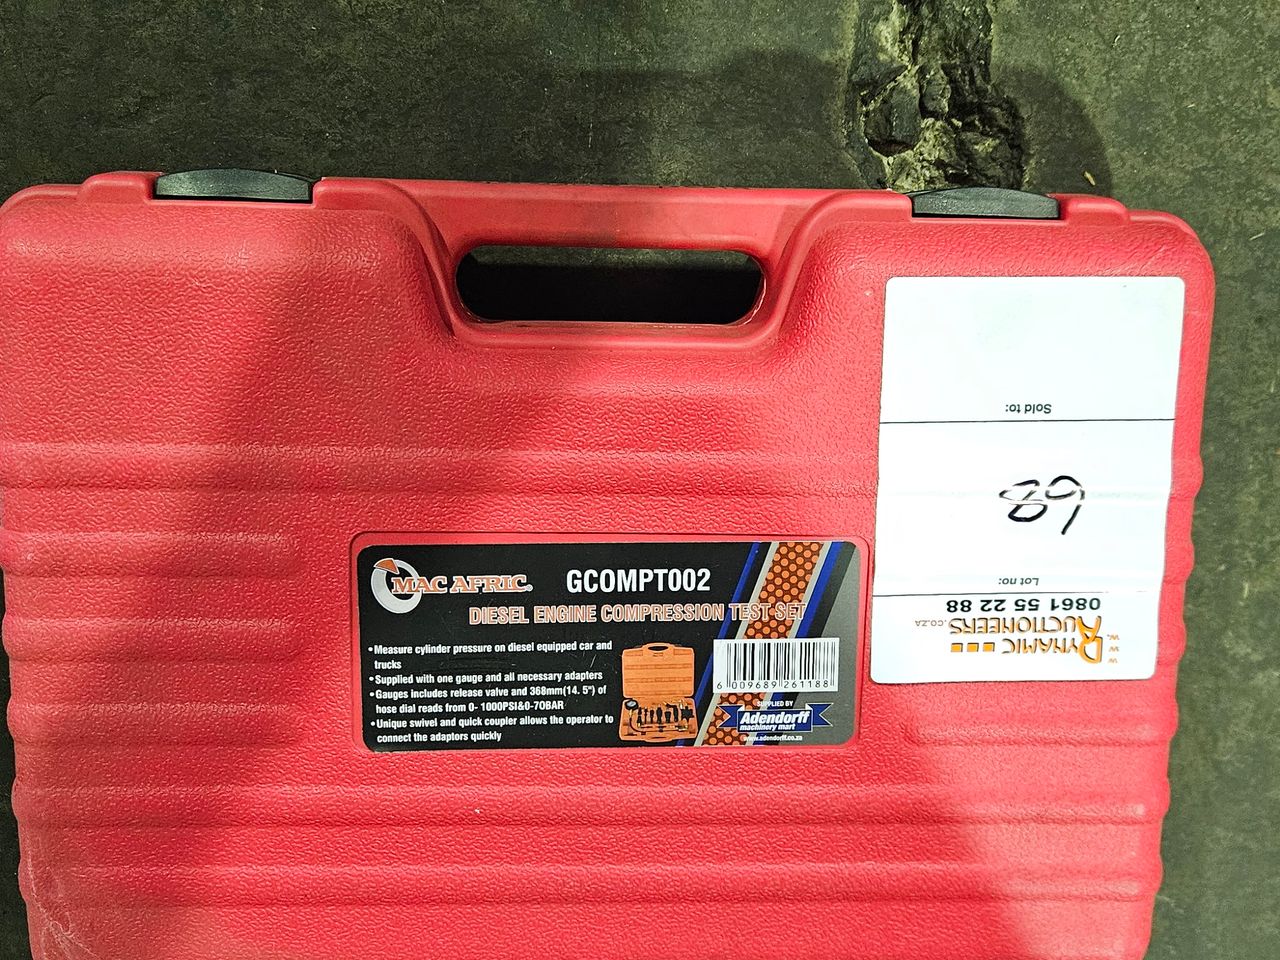 MAC AFRIC®
GCOMPT002
DIESEL ENGINE COMPRESSION TEST SET
•Measure cylinder pressure on diesel equipped car and
trucks
•Supplied with one gauge and all necessary adapters
•Gauges includes release valve and 368mm(14. 5") of
hose dial reads from 0- 1000PSI&0-70BAR
•Unique swivel and quick coupler allows the operator to
connect the adaptors quickly
6 009689 261188
SUPPLIED BY
Adendorff
machinery mart
www.adendorff.co.za
www.
DYNAMIC
AUCTIONEERS
.CO.ZA
0861 55 22 88
Lot no:
68
Sold to: